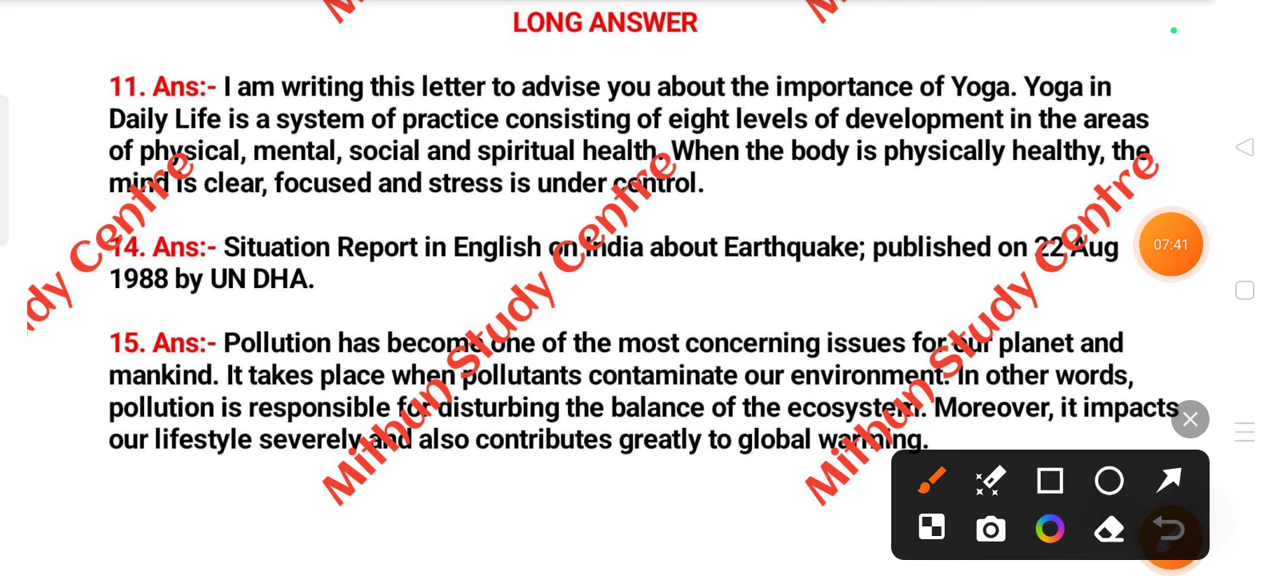 LONG ANSWER
11. Ans:- I am writing this letter to advise you about the importance of Yoga. Yoga in
Daily Life is a system of practice consisting of eight levels of development in the areas
of physical, mental, social and spiritual health. When the body is physically healthy, the
mind is clear, focused and stress is under control.
14. Ans:- Situation Report in English on India about Earthquake; published on 22 Aug
1988 by UN DHA.
15. Ans:- Pollution has become one of the most concerning issues for our planet and
mankind. It takes place when pollutants contaminate our environment. In other words,
pollution is responsible for disturbing the balance of the ecosystem. Moreover, it impacts
our lifestyle severely and also contributes greatly to global warming.
dy Centre
Mithun Study Centre
Mithun Study Centre
07:41